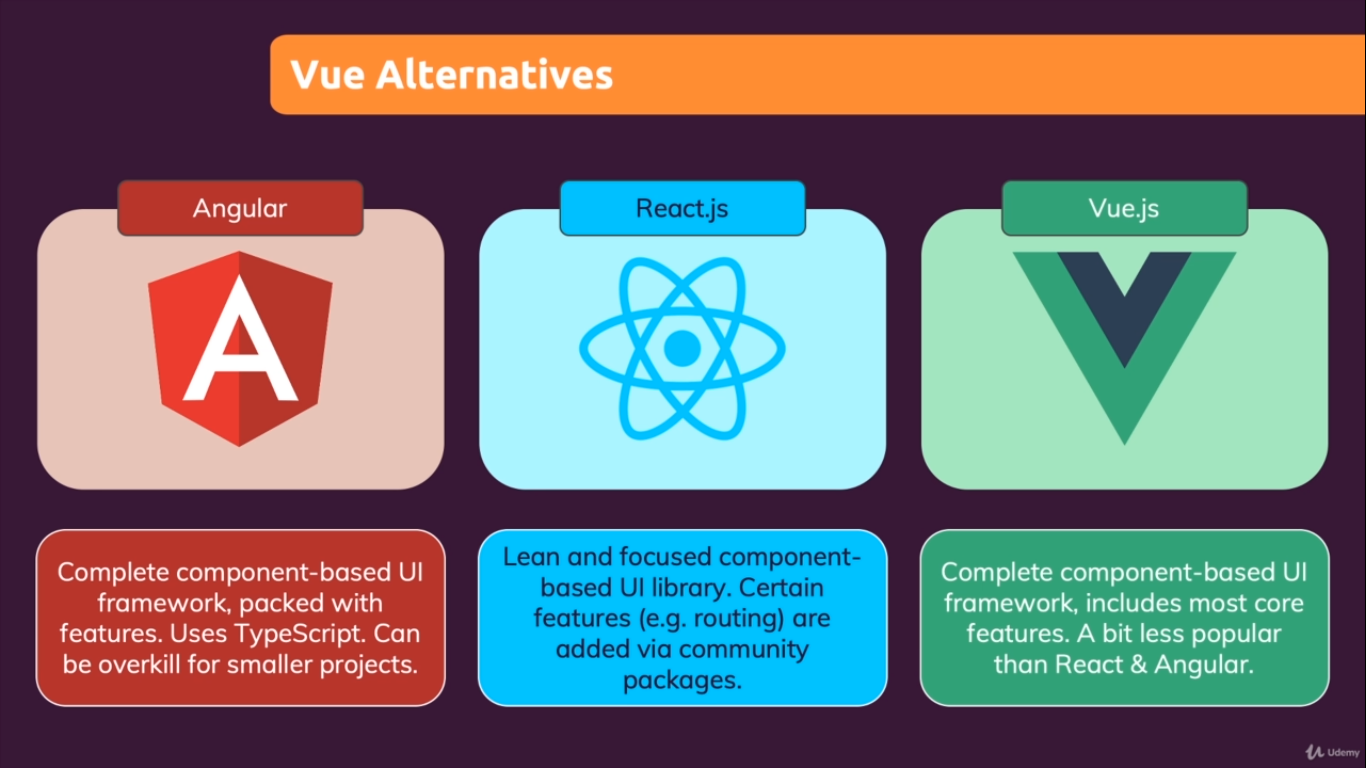 Vue Alternatives
Angular
React.js
Vue.js
Complete component-based UI
framework, packed with
features. Uses TypeScript. Can
be overkill for smaller projects.
Lean and focused component-
based UI library. Certain
features (e.g. routing) are
added via community
packages.
Complete component-based UI
framework, includes most core
features. A bit less popular
than React & Angular.
Udemy